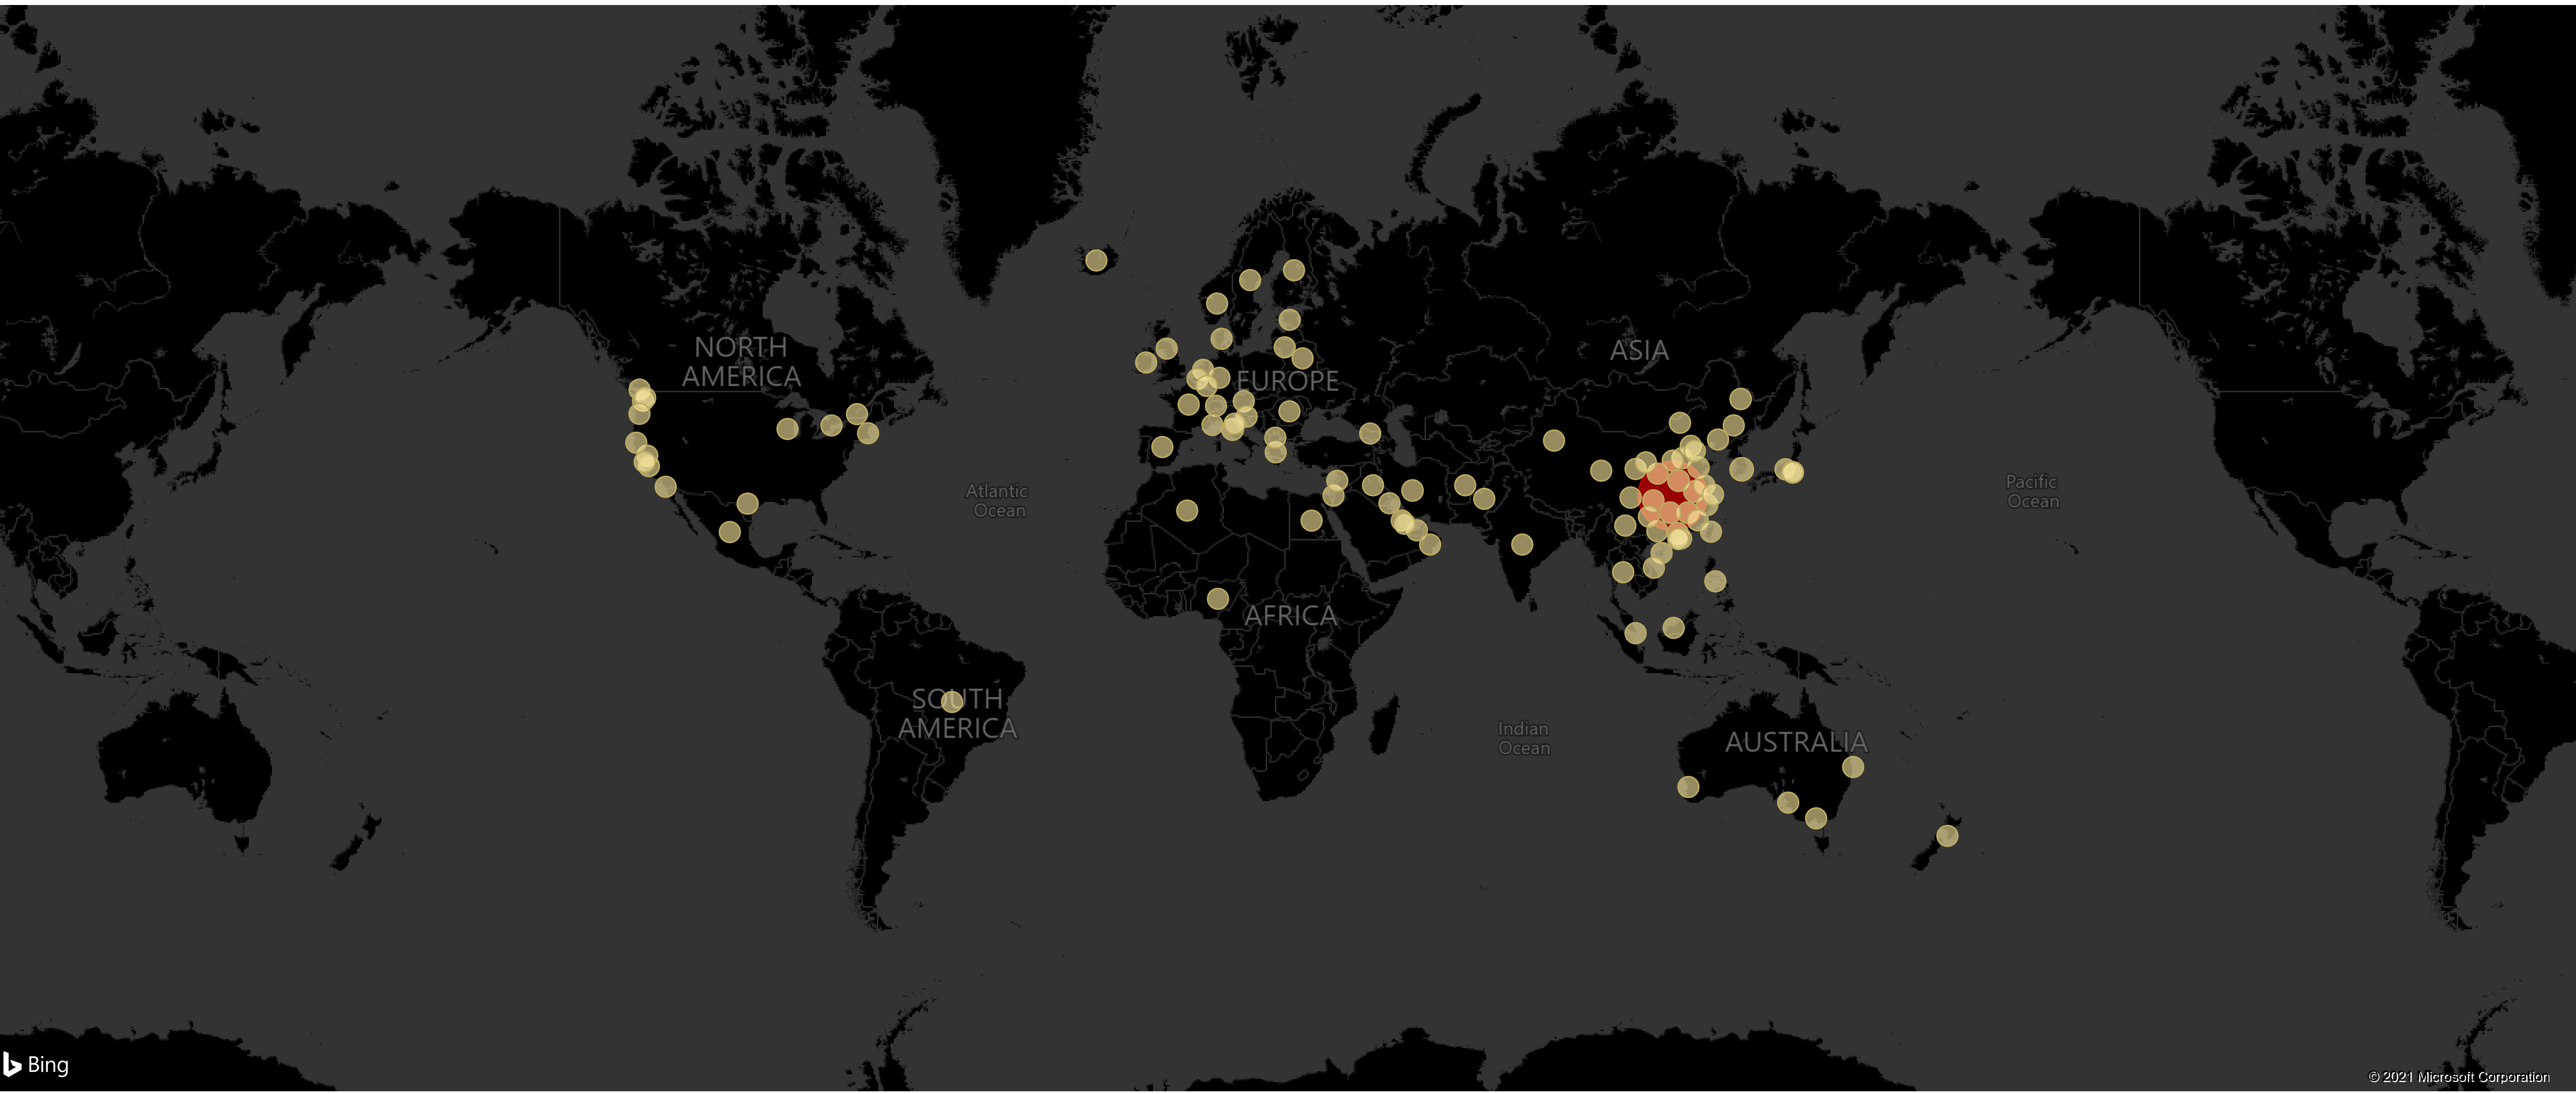 NORTH
AMERICA
EUROPE
ASIA
Atlantic
Ocean
Pacific
Ocean
AFRICA
SOUTH
AMERICA
Indian
Ocean
AUSTRALIA
Bing
© 2021 Microsoft Corporation